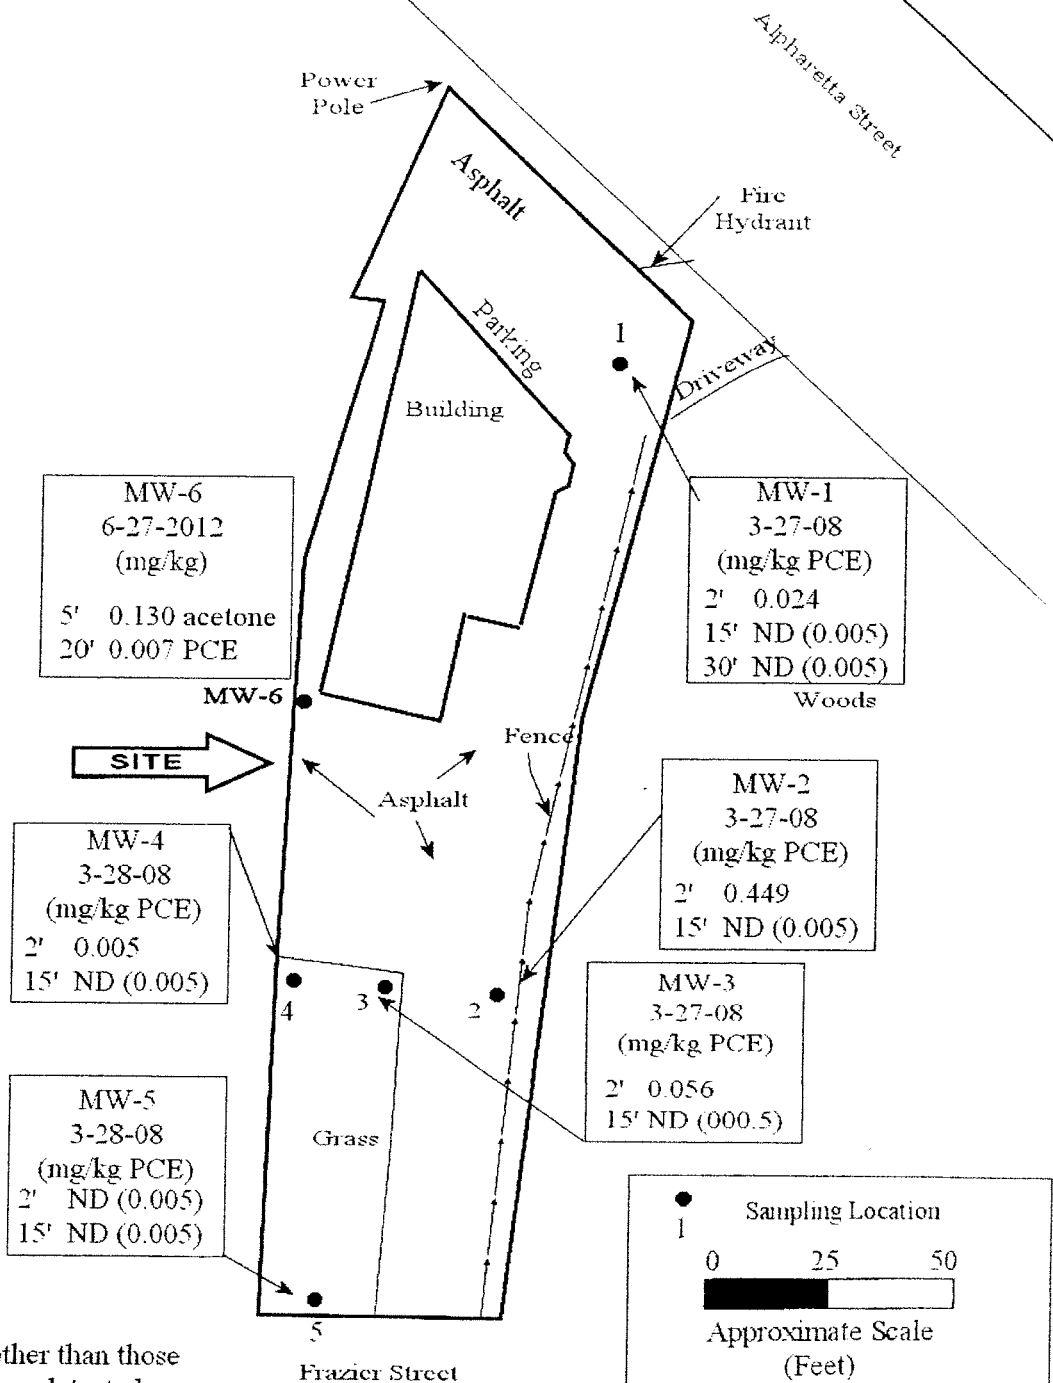 Alpharetta Street
Power
Pole
Asphalt
Fire
Hydrant
Parking
1
Driveway
Building
MW-6
6-27-2012
(mg/kg)
5' 0.130 acetone
20' 0.007 PCE
MW-1
3-27-08
(mg/kg PCE)
2' 0.024
15' ND (0.005)
30' ND (0.005)
Woods
MW-6
SITE
Fence
Asphalt
MW-2
3-27-08
(mg/kg PCE)
2' 0.449
15' ND (0.005)
MW-4
3-28-08
(mg/kg PCE)
2' 0.005
15' ND (0.005)
4
3
2
MW-3
3-27-08
(mg/kg PCE)
2' 0.056
15' ND (000.5)
MW-5
3-28-08
(mg/kg PCE)
2' ND (0.005)
15' ND (0.005)
Grass
5
Frazier Street
1
Sampling Location
0 25 50
Approximate Scale
(Feet)
other than those